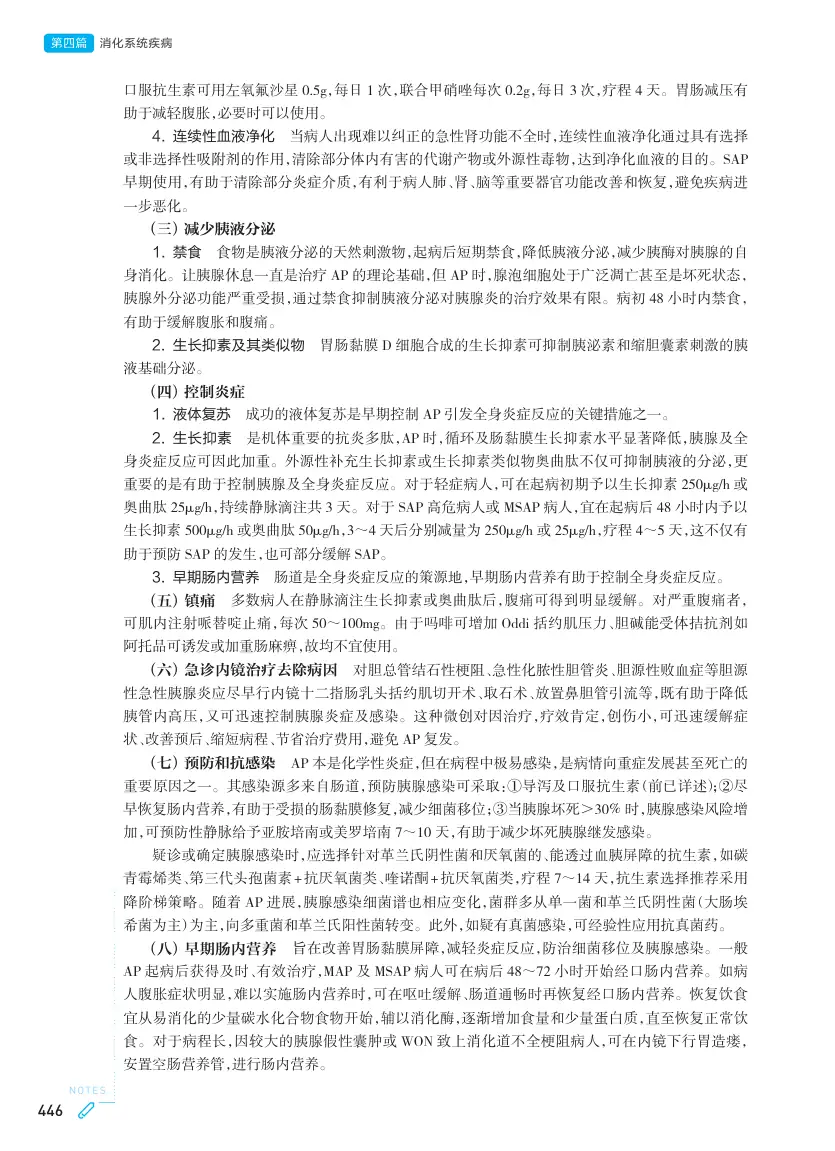 第四篇 消化系统疾病
口服抗生素可用左氧氟沙星 0.5g,每日 1 次,联合甲硝唑每次 0.2g,每日 3 次,疗程 4 天。胃肠减压有
助于减轻腹胀,必要时可以使用。
4. 连续性血液净化 当病人出现难以纠正的急性肾功能不全时,连续性血液净化通过具有选择
或非选择性吸附剂的作用,清除部分体内有害的代谢产物或外源性毒物,达到净化血液的目的。SAP
早期使用,有助于清除部分炎症介质,有利于病人肺、肾、脑等重要器官功能改善和恢复,避免疾病进
一步恶化。
(三) 减少胰液分泌
1. 禁食 食物是胰液分泌的天然刺激物,起病后短期禁食,降低胰液分泌,减少胰酶对胰腺的自
身消化。让胰腺休息一直是治疗 AP 的理论基础,但 AP 时,腺泡细胞处于广泛凋亡甚至是坏死状态,
胰腺外分泌功能严重受损,通过禁食抑制胰液分泌对胰腺炎的治疗效果有限。病初 48 小时内禁食,
有助于缓解腹胀和腹痛。
2. 生长抑素及其类似物 胃肠黏膜 D 细胞合成的生长抑素可抑制胰泌素和缩胆囊素刺激的胰
液基础分泌。
(四) 控制炎症
1. 液体复苏 成功的液体复苏是早期控制 AP 引发全身炎症反应的关键措施之一。
2. 生长抑素 是机体重要的抗炎多肽,AP 时,循环及肠黏膜生长抑素水平显著降低,胰腺及全
身炎症反应可因此加重。外源性补充生长抑素或生长抑素类似物奥曲肽不仅可抑制胰液的分泌,更
重要的是有助于控制胰腺及全身炎症反应。对于轻症病人,可在起病初期予以生长抑素 250μg/h 或
奥曲肽 25μg/h,持续静脉滴注共 3 天。对于 SAP 高危病人或 MSAP 病人,宜在起病后 48 小时内予以
生长抑素 500μg/h 或奥曲肽 50μg/h,3～4 天后分别减量为 250μg/h 或 25μg/h,疗程 4～5 天,这不仅有
助于预防 SAP 的发生,也可部分缓解 SAP。
3. 早期肠内营养 肠道是全身炎症反应的策源地,早期肠内营养有助于控制全身炎症反应。
(五) 镇痛 多数病人在静脉滴注生长抑素或奥曲肽后,腹痛可得到明显缓解。对严重腹痛者,
可肌内注射哌替啶止痛,每次 50～100mg。由于吗啡可增加 Oddi 括约肌压力、胆碱能受体拮抗剂如
阿托品可诱发或加重肠麻痹,故均不宜使用。
(六) 急诊内镜治疗去除病因 对胆总管结石性梗阻、急性化脓性胆管炎、胆源性败血症等胆源
性急性胰腺炎应尽早行内镜十二指肠乳头括约肌切开术、取石术、放置鼻胆管引流等,既有助于降低
胰管内高压,又可迅速控制胰腺炎症及感染。这种微创对因治疗,疗效肯定,创伤小,可迅速缓解症
状、改善预后、缩短病程、节省治疗费用,避免 AP 复发。
(七) 预防和抗感染 AP 本是化学性炎症,但在病程中极易感染,是病情向重症发展甚至死亡的
重要原因之一。其感染源多来自肠道,预防胰腺感染可采取:①导泻及口服抗生素(前已详述);②尽
早恢复肠内营养,有助于受损的肠黏膜修复,减少细菌移位;③当胰腺坏死＞30% 时,胰腺感染风险增
加,可预防性静脉给予亚胺培南或美罗培南 7～10 天,有助于减少坏死胰腺继发感染。
疑诊或确定胰腺感染时,应选择针对革兰氏阴性菌和厌氧菌的、能透过血胰屏障的抗生素,如碳
青霉烯类、第三代头孢菌素+抗厌氧菌类、喹诺酮+抗厌氧菌类,疗程 7～14 天,抗生素选择推荐采用
降阶梯策略。随着 AP 进展,胰腺感染细菌谱也相应变化,菌群多从单一菌和革兰氏阴性菌(大肠埃
希菌为主)为主,向多重菌和革兰氏阳性菌转变。此外,如疑有真菌感染,可经验性应用抗真菌药。
(八) 早期肠内营养 旨在改善胃肠黏膜屏障,减轻炎症反应,防治细菌移位及胰腺感染。一般
AP 起病后获得及时、有效治疗,MAP 及 MSAP 病人可在病后 48～72 小时开始经口肠内营养。如病
人腹胀症状明显,难以实施肠内营养时,可在呕吐缓解、肠道通畅时再恢复经口肠内营养。恢复饮食
宜从易消化的少量碳水化合物食物开始,辅以消化酶,逐渐增加食量和少量蛋白质,直至恢复正常饮
食。对于病程长,因较大的胰腺假性囊肿或 WON 致上消化道不全梗阻病人,可在内镜下行胃造瘘,
安置空肠营养管,进行肠内营养。
NOTES
446